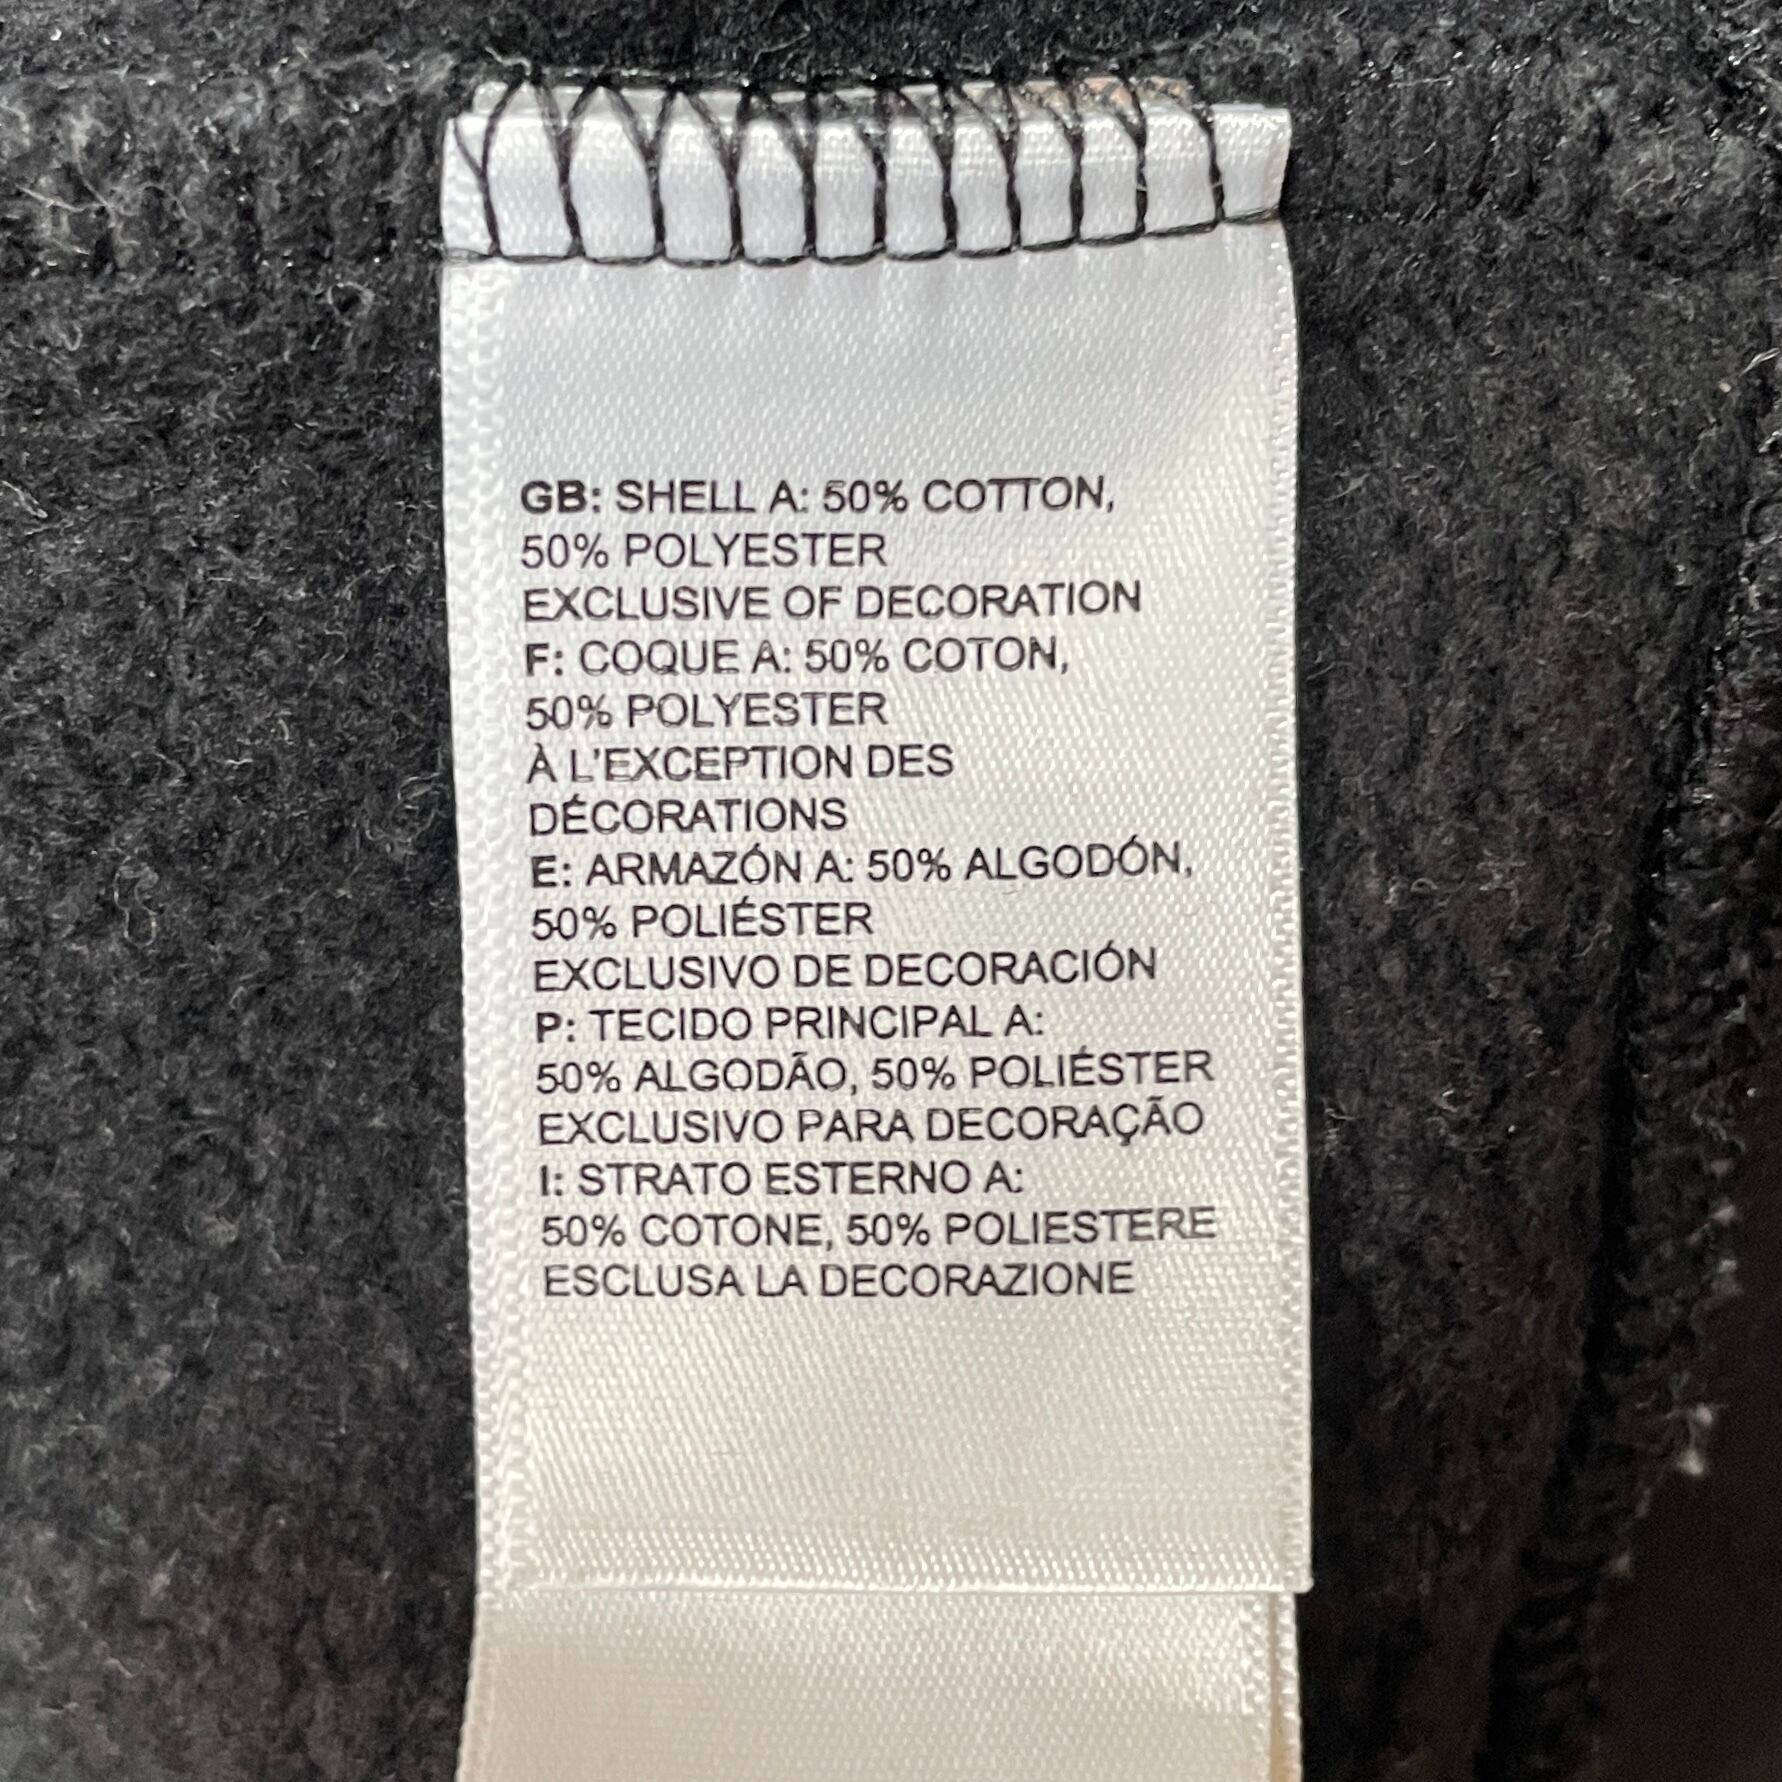 GB: SHELL A: 50% COTTON,
50% POLYESTER
EXCLUSIVE OF DECORATION
F: COQUE A: 50% COTON,
50% POLYESTER
À L'EXCEPTION DES
DÉCORATIONS
E: ARMAZÓN A: 50% ALGODÓN,
50% POLIÉSTER
EXCLUSIVO DE DECORACIÓN
P: TECIDO PRINCIPAL A:
50% ALGODÃO, 50% POLIÉSTER
EXCLUSIVO PARA DECORAÇÃO
I: STRATO ESTERNO A:
50% COTONE, 50% POLIESTERE
ESCLUSA LA DECORAZIONE